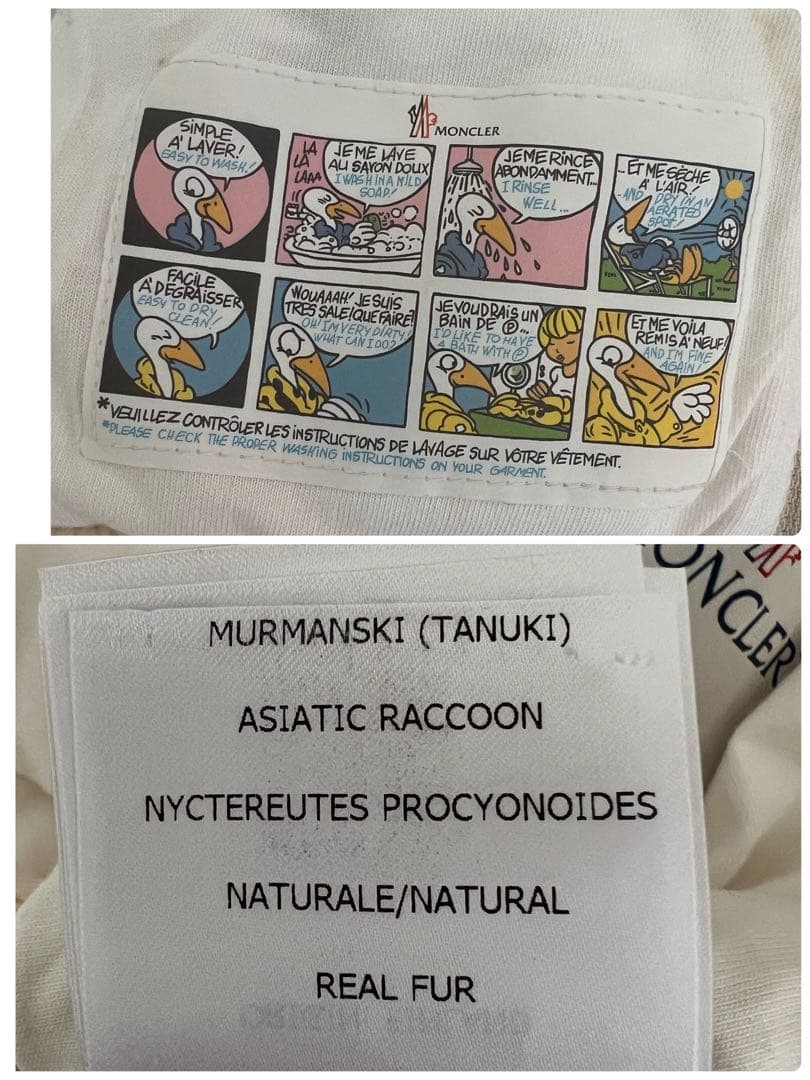 MONCLER
SIMPLE
A' LAVER!
EASY TO WASH!
LA
LÀ
LAAA
JE ME LAVE
AU SAVON DOUX
I WASH IN A MILD
SOAP!
JE ME RINCE
ABONDAMMENT...
I RINSE
WELL...
...ET ME SÈCHE
A' L'AIR!
-AND DRY IN AN
AERATED
SPOT!
FACILE
A' DÉGRAISSER
EASY TO DRY
CLEAN!
WOUAAAH! JE SUIS
TRES SALE! QUE FAIRE?
OH! I'M VERY DIRTY!
WHAT CAN I DO?
JE VOUDRAIS UN
BAIN DE Ⓟ...
I'D LIKE TO HAVE
A BATH WITH Ⓟ
ET ME VOILA
REMIS A' NEUF!
AND I'M FINE
AGAIN!
*VEUILLEZ CONTRÔLER LES INSTRUCTIONS DE LAVAGE SUR VÔTRE VÊTEMENT.
*PLEASE CHECK THE PROPER WASHING INSTRUCTIONS ON YOUR GARMENT.
ONCLER
MURMANSKI (TANUKI)
ASIATIC RACCOON
NYCTEREUTES PROCYONOIDES
NATURALE/NATURAL
REAL FUR